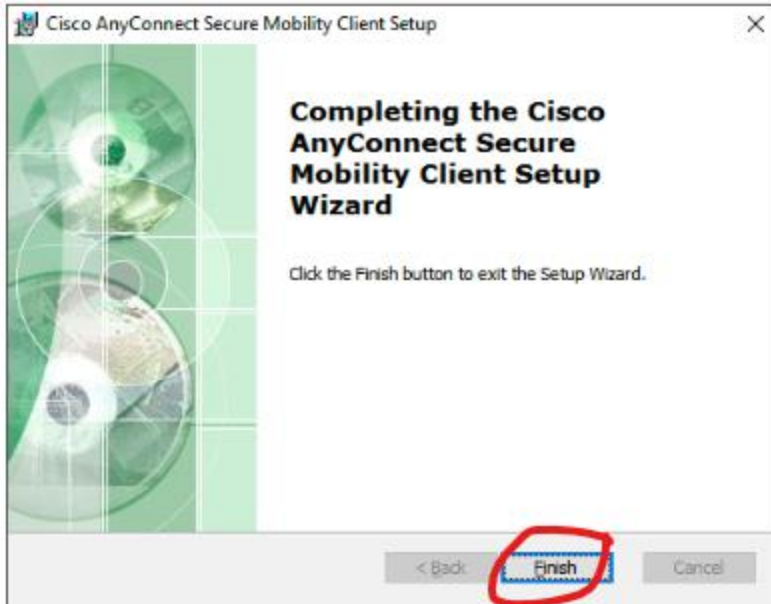 Cisco AnyConnect Secure Mobility Client Setup
Completing the Cisco
AnyConnect Secure
Mobility Client Setup
Wizard
Click the Finish button to exit the Setup Wizard.
< Back Finish Cancel